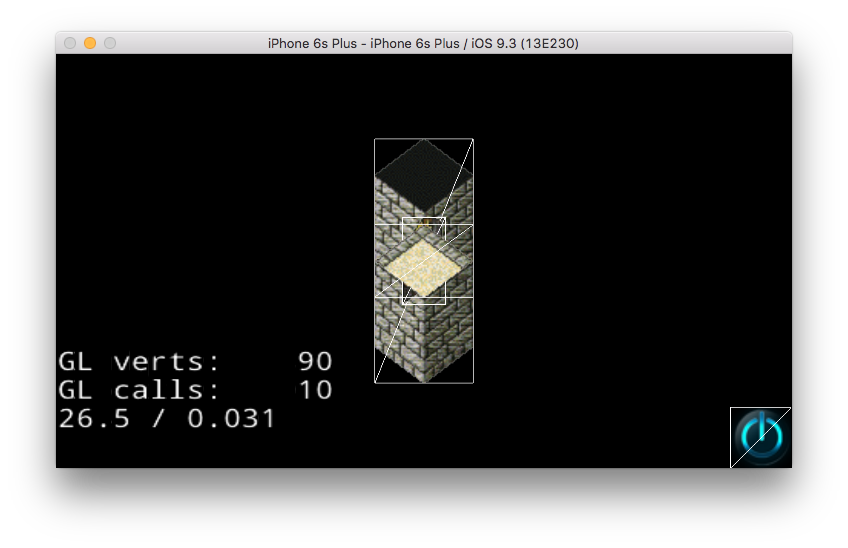 iPhone 6s Plus - iPhone 6s Plus / iOS 9.3 (13E230)
GL verts: 90
GL calls: 10
26.5 / 0.031